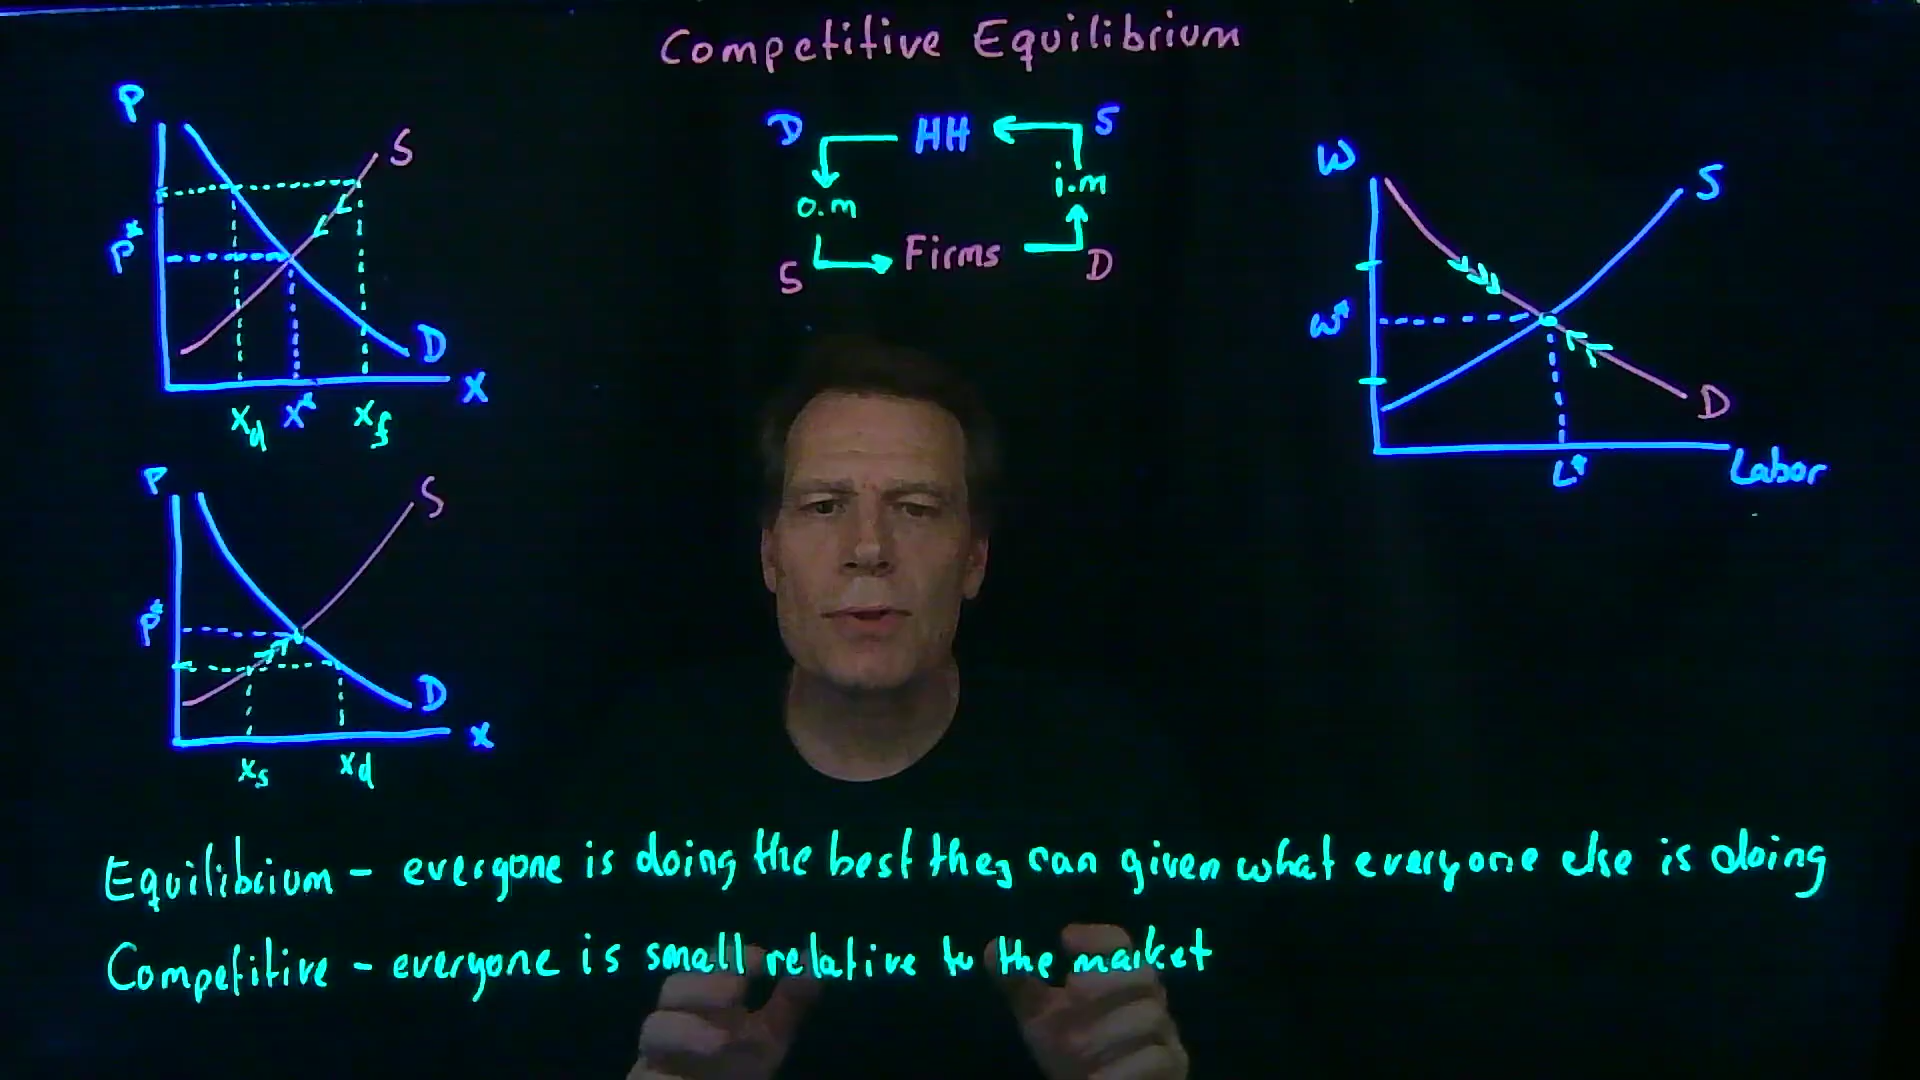 Competitive Equilibrium
P
S
P*
D
X
xd x* xf
D HH S
o.m i.m
S Firms D
W
S
w*
D
L*
Labor
P
S
P*
D
x
xs xd
Equilibrium - everyone is doing the best they can given what everyone else is doing
Competitive - everyone is small relative to the market